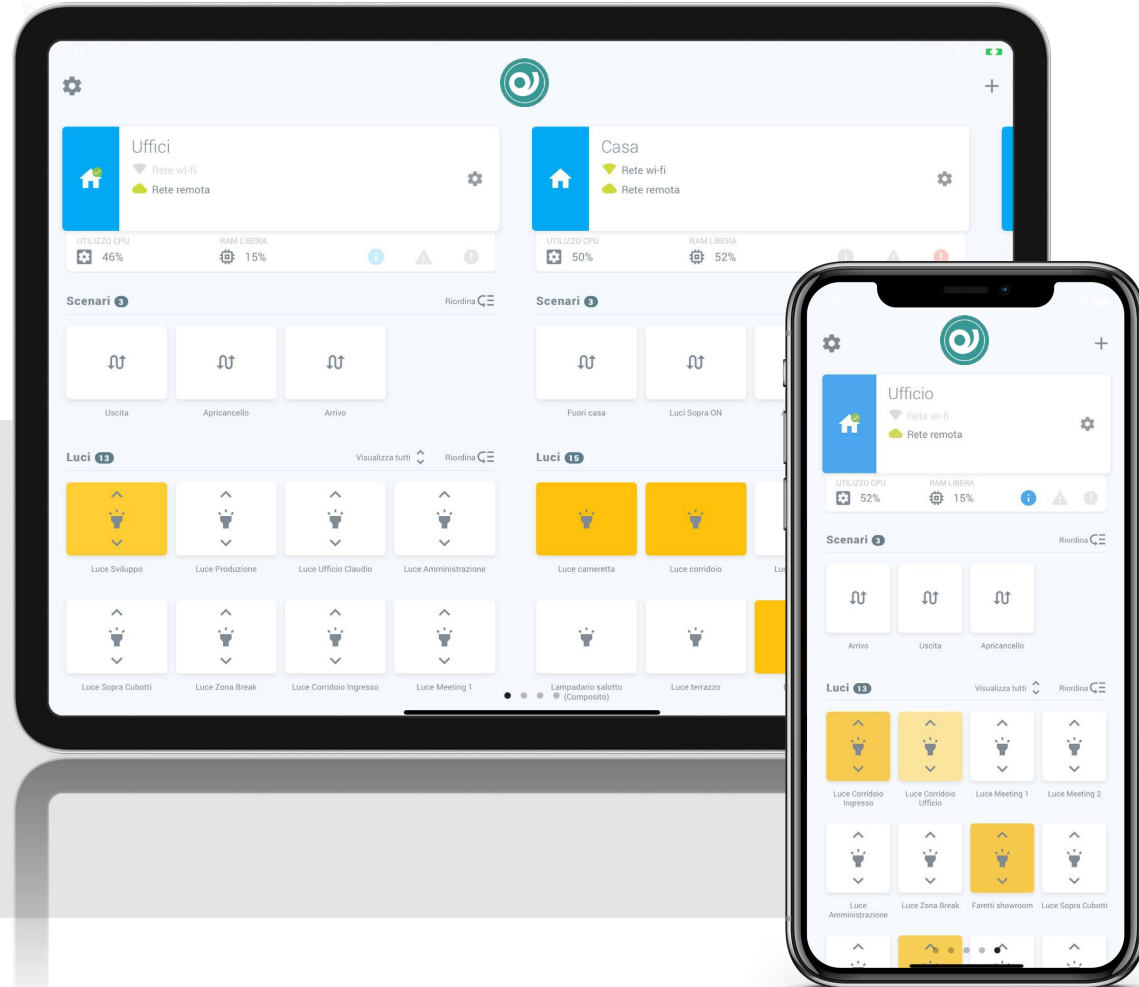 Uffici
Rete wi-fi
Rete remota
UTILIZZO CPU RAM LIBERA
46% 15%
Scenari 3 Riordina
Uscita Apricancello Arrivo
Luci 13 Visualizza tutti Riordina
Luce Sviluppo Luce Produzione Luce Ufficio Claudio Luce Amministrazione
Luce Sopra Cubotti Luce Zona Break Luce Corridoio Ingresso Luce Meeting 1
Casa
Rete wi-fi
Rete remota
UTILIZZO CPU RAM LIBERA
50% 52%
Scenari 3
Fuori casa Luci Sopra ON
Luci 15
Luce cameretta Luce corridoio
Lampadario salotto Luce terrazzo
(Composito)
Ufficio
Rete wi-fi
Rete remota
UTILIZZO CPU RAM LIBERA
52% 15%
Scenari 3 Riordina
Arrivo Uscita Apricancello
Luci 13 Visualizza tutti Riordina
Luce Corridoio Luce Corridoio Luce Meeting 1 Luce Meeting 2
Ingresso Ufficio
Luce Luce Zona Break Faretti showroom Luce Sopra Cubotti
Amministrazione